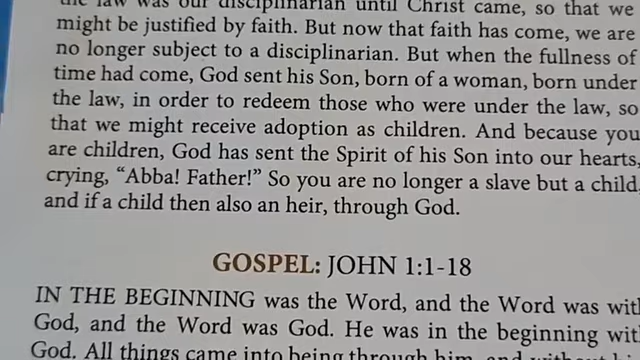 the law was our disciplinarian until Christ came, so that we
might be justified by faith. But now that faith has come, we are
no longer subject to a disciplinarian. But when the fullness of
time had come, God sent his Son, born of a woman, born under
the law, in order to redeem those who were under the law, so
that we might receive adoption as children. And because you
are children, God has sent the Spirit of his Son into our hearts,
crying, “Abba! Father!” So you are no longer a slave but a child,
and if a child then also an heir, through God.
GOSPEL: JOHN 1:1-18
IN THE BEGINNING was the Word, and the Word was with
God, and the Word was God. He was in the beginning with
God. All things came into being through him, and without